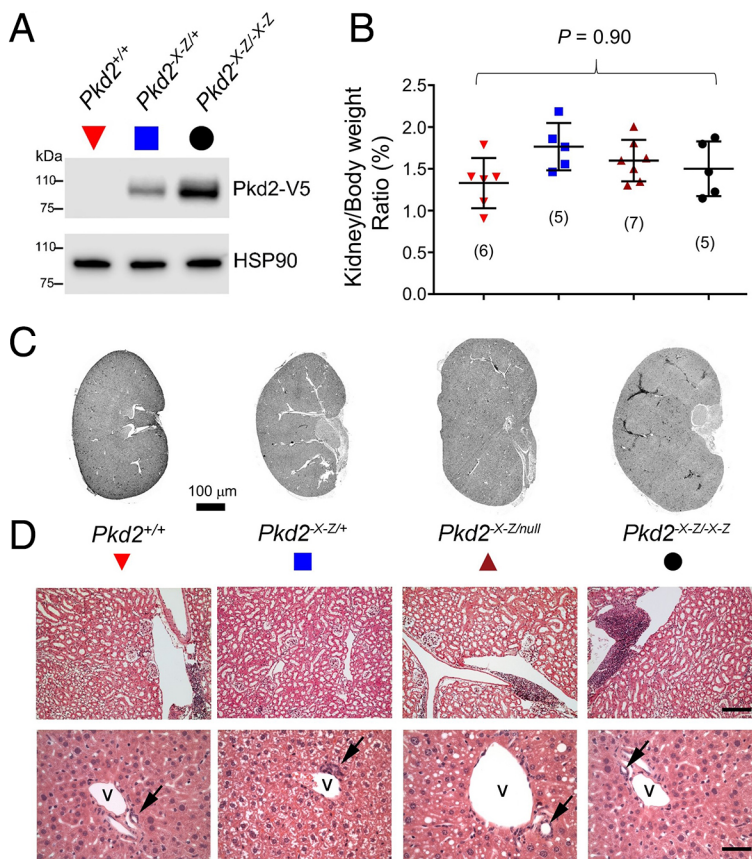 A
Pkd2+/+
Pkd2-X-Z/+
Pkd2-X-Z/-X-Z
kDa
110
75
Pkd2-V5
110
75
HSP90
B
P = 0.90
Kidney/Body weight
Ratio (%)
2.5
2.0
1.5
1.0
0.5
0.0
(6)
(5)
(7)
(5)
C
100 µm
Pkd2+/+
Pkd2-X-Z/+
Pkd2-X-Z/null
Pkd2-X-Z/-X-Z
D
V
V
V
V